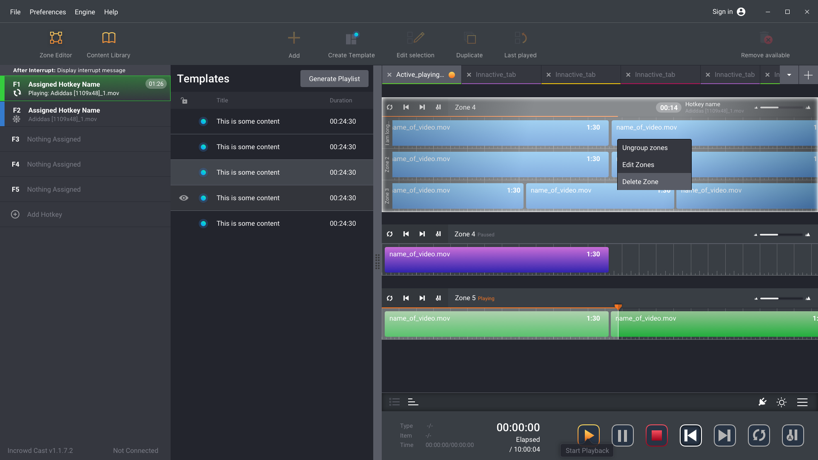 File Preferences Engine Help Sign in
Zone Editor Content Library Add Create Template Edit selection Duplicate Last played Remove available
After Interrupt: Display interrupt message
F1 Assigned Hotkey Name 01:26
Playing: Adiddas [1109x48]_1.mov
F2 Assigned Hotkey Name
Adiddas [1109x48]_1.mov
F3 Nothing Assigned
F4 Nothing Assigned
F5 Nothing Assigned
Add Hotkey
Incrowd Cast v1.1.7.2 Not Connected
Templates Generate Playlist
Title Duration
This is some content 00:24:30
This is some content 00:24:30
This is some content 00:24:30
This is some content 00:24:30
This is some content 00:24:30
Active_playing... Innactive_tab Innactive_tab Innactive_tab Innactive_tab In
Zone 4 00:14 Hotkey name
Adiddas [1109x48]_1.mov
I am long...
name_of_video.mov 1:30 name_of_video.mov
Zone 2
name_of_video.mov 1:30
Zone 3
name_of_video.mov 1:30 name_of_video.mov 1:30 name_of_video.mov
Ungroup zones
Edit Zones
Delete Zone
Zone 4 Paused
name_of_video.mov 1:30
Zone 5 Playing
name_of_video.mov 1:30 name_of_video.mov 1:
Type -/-
Item -/-
Time 00:00:00/00:00:00
00:00:00
Elapsed
/ 10:00:04
Start Playback